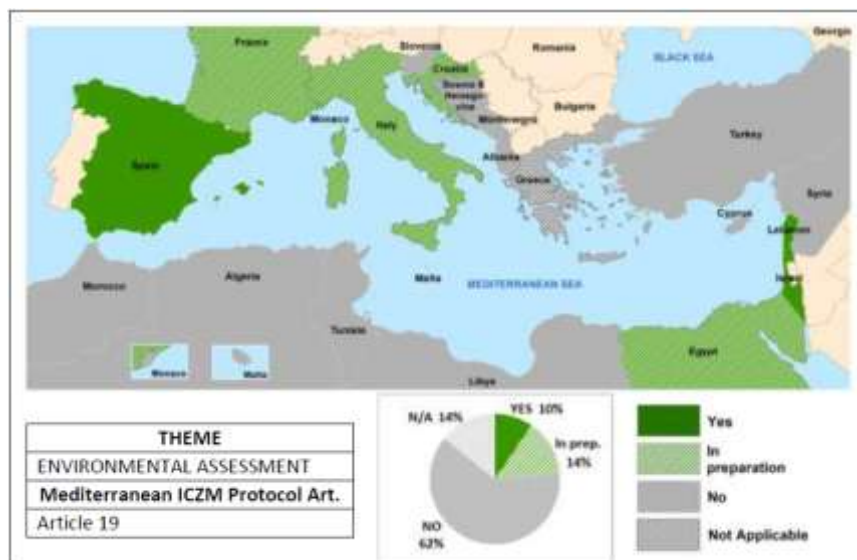 Georgia
France
Slovenia
Romania
BLACK SEA
Croatia
Bosnia &
Herzego-
vina
Monaco
Montenegro
Bulgaria
Italy
Spain
Albania
Greece
Turkey
Cyprus
Syria
Lebanon
Israel
Morocco
Algeria
Tunisia
Malta
MEDITERRANEAN SEA
Monaco
Malta
Libya
Egypt
THEME
ENVIRONMENTAL ASSESSMENT
Mediterranean ICZM Protocol Art.
Article 19
N/A 14%
YES 10%
In prep.
14%
NO
62%
Yes
In
preparation
No
Not Applicable